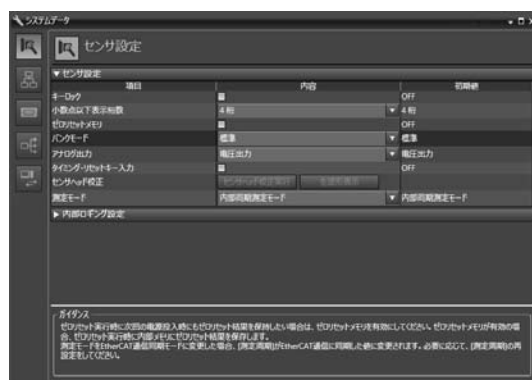 システムデータ
センサ設定
▼ センサ設定
項目 内容 初期値
キーロック OFF
小数点以下表示桁数 4 桁 4 桁
ゼロリセットメモリ OFF
バンクモード 標準 標準
アナログ出力 電圧出力 電圧出力
タイミング・リセットキー入力 OFF
センサヘッド校正 センサヘッド校正実行
測定モード 内部同期測定モード 内部同期測定モード
▶ 内部ロギング設定
ガイダンス
ゼロリセット実行時に次回の電源投入時にもゼロリセット結果を保持したい場合は、ゼロリセットメモリを有効にしてください。ゼロリセットメモリが有効の場
合、ゼロリセット実行時に内部メモリにゼロリセット結果を保存します。
測定モードをEtherCAT通信同期モードに変更した場合、[測定周期]がEtherCATに同期した値に変更されます。必要に応じて、[測定周期]の再
設定をしてください。